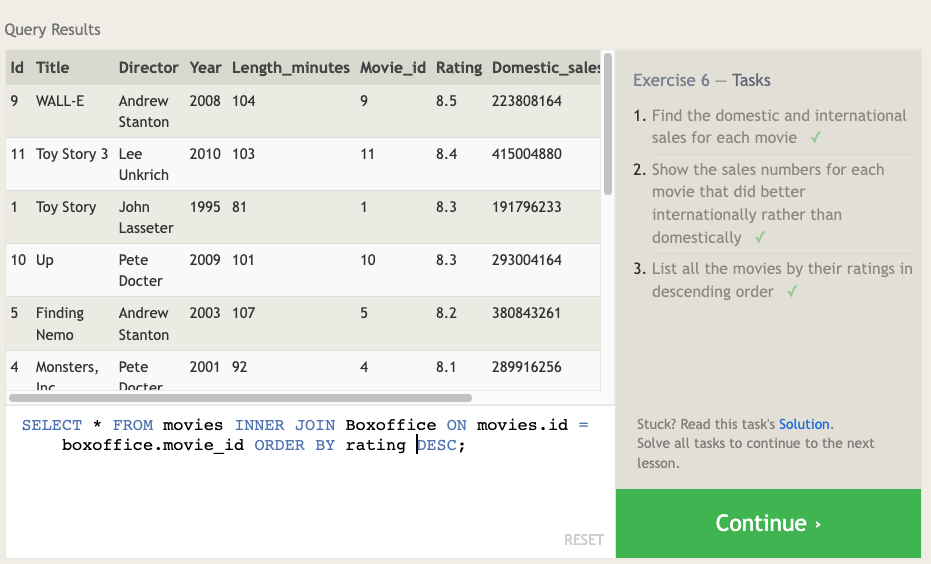 Query Results
Id Title Director Year Length_minutes Movie_id Rating Domestic_sales
9 WALL-E Andrew 2008 104 9 8.5 223808164
Stanton
11 Toy Story 3 Lee 2010 103 11 8.4 415004880
Unkrich
1 Toy Story John 1995 81 1 8.3 191796233
Lasseter
10 Up Pete 2009 101 10 8.3 293004164
Docter
5 Finding Andrew 2003 107 5 8.2 380843261
Nemo Stanton
4 Monsters, Pete 2001 92 4 8.1 289916256
Inc. Docter
SELECT * FROM movies INNER JOIN Boxoffice ON movies.id =
boxoffice.movie_id ORDER BY rating DESC;
RESET
Exercise 6 — Tasks
1. Find the domestic and international
sales for each movie ✓
2. Show the sales numbers for each
movie that did better
internationally rather than
domestically ✓
3. List all the movies by their ratings in
descending order ✓
Stuck? Read this task's Solution.
Solve all tasks to continue to the next
lesson.
Continue ›